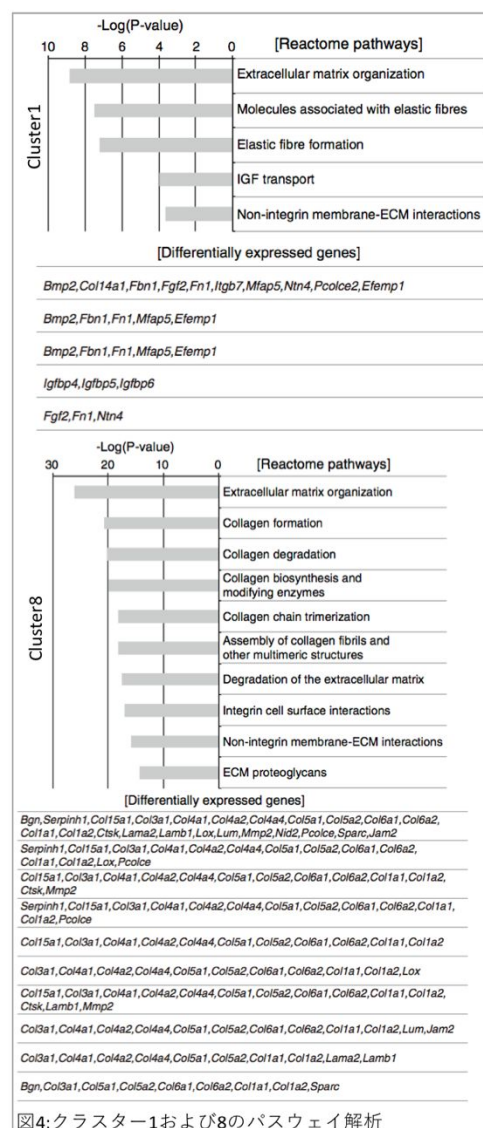 -Log(P-value)
10 8 6 4 2 0 [Reactome pathways]
Cluster1
Extracellular matrix organization
Molecules associated with elastic fibres
Elastic fibre formation
IGF transport
Non-integrin membrane-ECM interactions
[Differentially expressed genes]
Bmp2,Col14a1,Fbn1,Fgf2,Fn1,Itgb7,Mfap5,Ntn4,Pcolce2,Efemp1
Bmp2,Fbn1,Fn1,Mfap5,Efemp1
Bmp2,Fbn1,Fn1,Mfap5,Efemp1
Igfbp4,Igfbp5,Igfbp6
Fgf2,Fn1,Ntn4
-Log(P-value)
30 20 10 0 [Reactome pathways]
Cluster8
Extracellular matrix organization
Collagen formation
Collagen degradation
Collagen biosynthesis and
modifying enzymes
Collagen chain trimerization
Assembly of collagen fibrils and
other multimeric structures
Degradation of the extracellular matrix
Integrin cell surface interactions
Non-integrin membrane-ECM interactions
ECM proteoglycans
[Differentially expressed genes]
Bgn,Serpinh1,Col15a1,Col3a1,Col4a1,Col4a2,Col4a4,Col5a1,Col5a2,Col6a1,Col6a2,
Col1a1,Col1a2,Ctsk,Lama2,Lamb1,Lox,Lum,Mmp2,Nid2,Pcolce,Sparc,Jam2
Serpinh1,Col15a1,Col3a1,Col4a1,Col4a2,Col4a4,Col5a1,Col5a2,Col6a1,Col6a2,
Col1a1,Col1a2,Lox,Pcolce
Col15a1,Col3a1,Col4a1,Col4a2,Col4a4,Col5a1,Col5a2,Col6a1,Col6a2,Col1a1,Col1a2,
Ctsk,Mmp2
Serpinh1,Col15a1,Col3a1,Col4a1,Col4a2,Col4a4,Col5a1,Col5a2,Col6a1,Col6a2,Col1a1,
Col1a2,Pcolce
Col15a1,Col3a1,Col4a1,Col4a2,Col4a4,Col5a1,Col5a2,Col6a1,Col6a2,Col1a1,Col1a2
Col3a1,Col4a1,Col4a2,Col4a4,Col5a1,Col5a2,Col6a1,Col6a2,Col1a1,Col1a2,Lox
Col15a1,Col3a1,Col4a1,Col4a2,Col4a4,Col5a1,Col5a2,Col6a1,Col6a2,Col1a1,Col1a2,
Ctsk,Lamb1,Mmp2
Col3a1,Col4a1,Col4a2,Col4a4,Col5a1,Col5a2,Col6a1,Col6a2,Col1a1,Col1a2,Lum,Jam2
Col3a1,Col4a1,Col4a2,Col4a4,Col5a1,Col5a2,Col1a1,Col1a2,Lama2,Lamb1
Bgn,Col3a1,Col5a1,Col5a2,Col6a1,Col6a2,Col1a1,Col1a2,Sparc
図4:クラスター1および8のパスウェイ解析